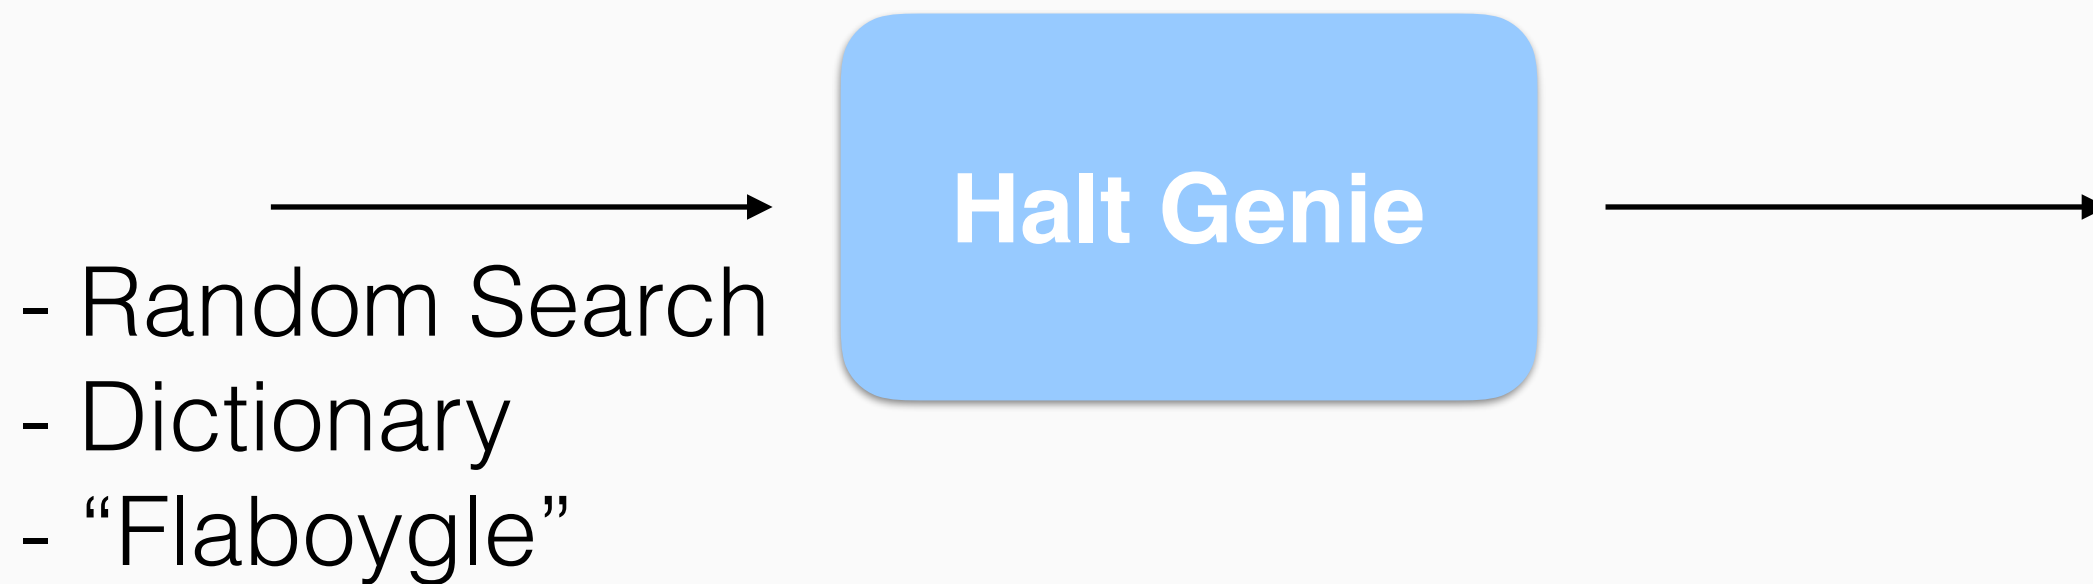 Halt Genie
- Random Search
- Dictionary
- “Flaboygle”